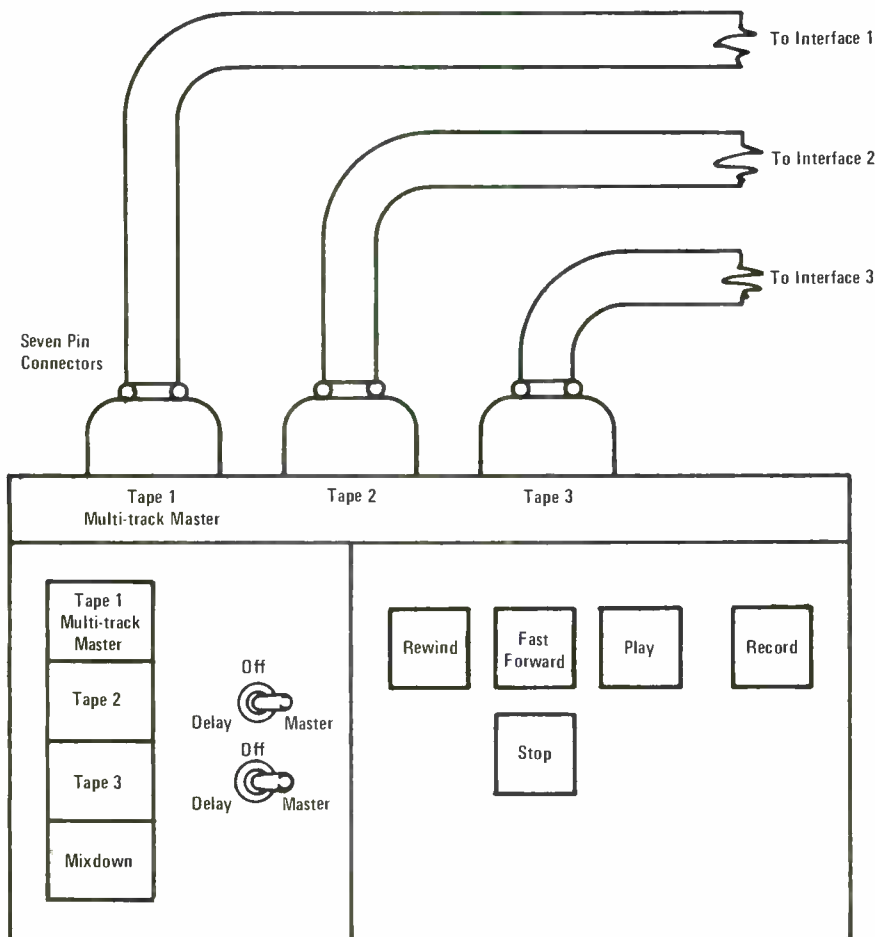 To Interface 1
To Interface 2
To Interface 3
Seven Pin
Connectors
Tape 1
Multi-track Master
Tape 2
Tape 3
Tape 1
Multi-track
Master
Tape 2
Tape 3
Mixdown
Off
Delay
Master
Off
Delay
Master
Rewind
Fast
Forward
Play
Record
Stop